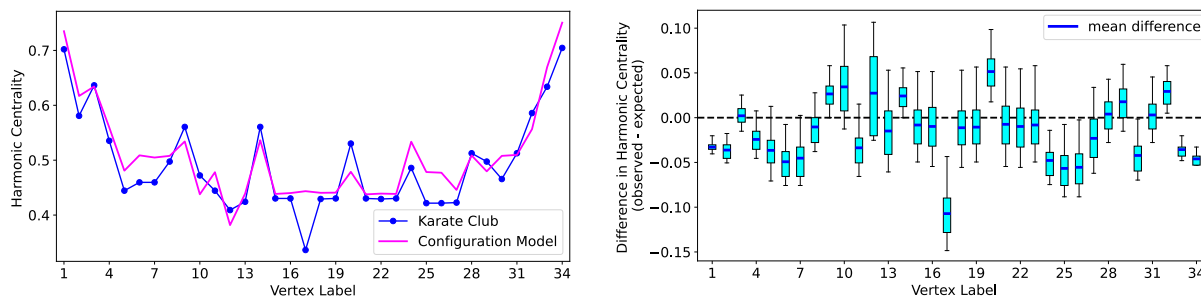 Harmonic Centrality
0.7
0.6
0.5
0.4
Karate Club
Configuration Model
1 4 7 10 13 16 19 22 25 28 31 34
Vertex Label
Difference in Harmonic Centrality
(observed - expected)
0.10
0.05
0.00
−0.05
−0.10
−0.15
mean difference
1 4 7 10 13 16 19 22 25 28 31 34
Vertex Label